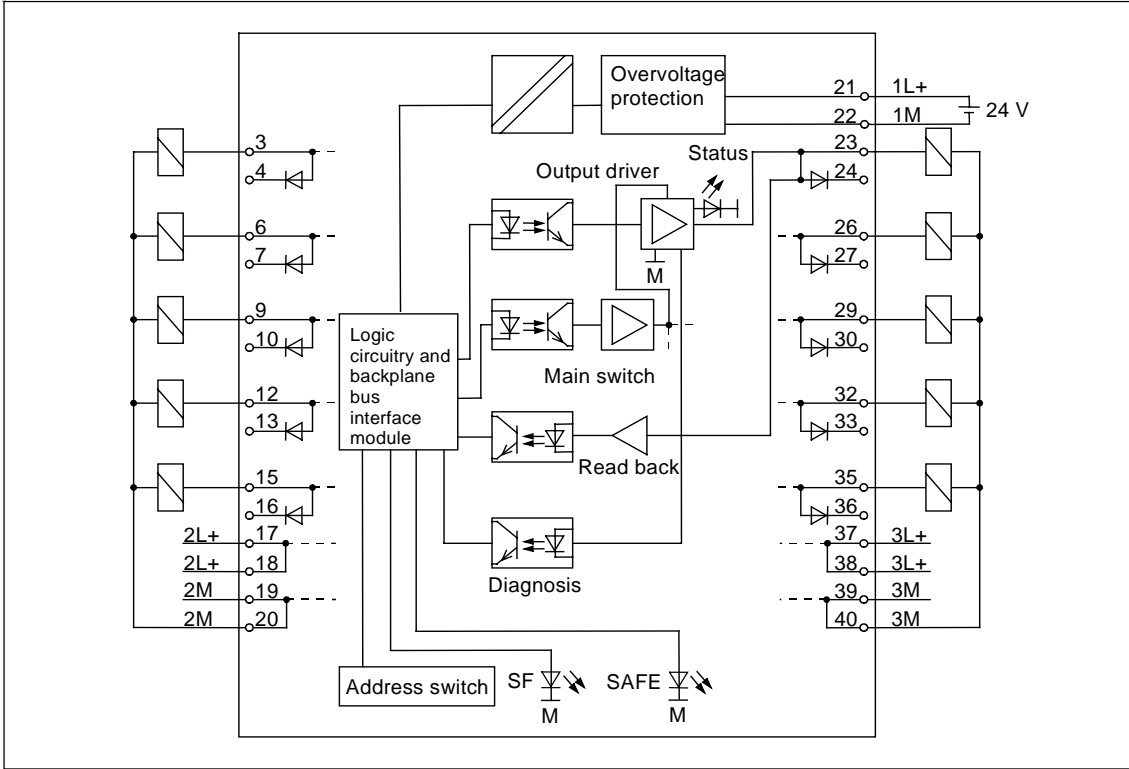 Overvoltage
protection
21 1L+
22 1M
24 V
3
4
23
24
Status
Output driver
M
6
7
26
27
9
10
29
30
Logic
circuitry and
backplane
bus
interface
module
Main switch
12
13
32
33
Read back
15
16
35
36
2L+ 17
2L+ 18
2M 19
2M 20
37 3L+
38 3L+
39 3M
40 3M
Diagnosis
Address switch
SF
M
SAFE
M